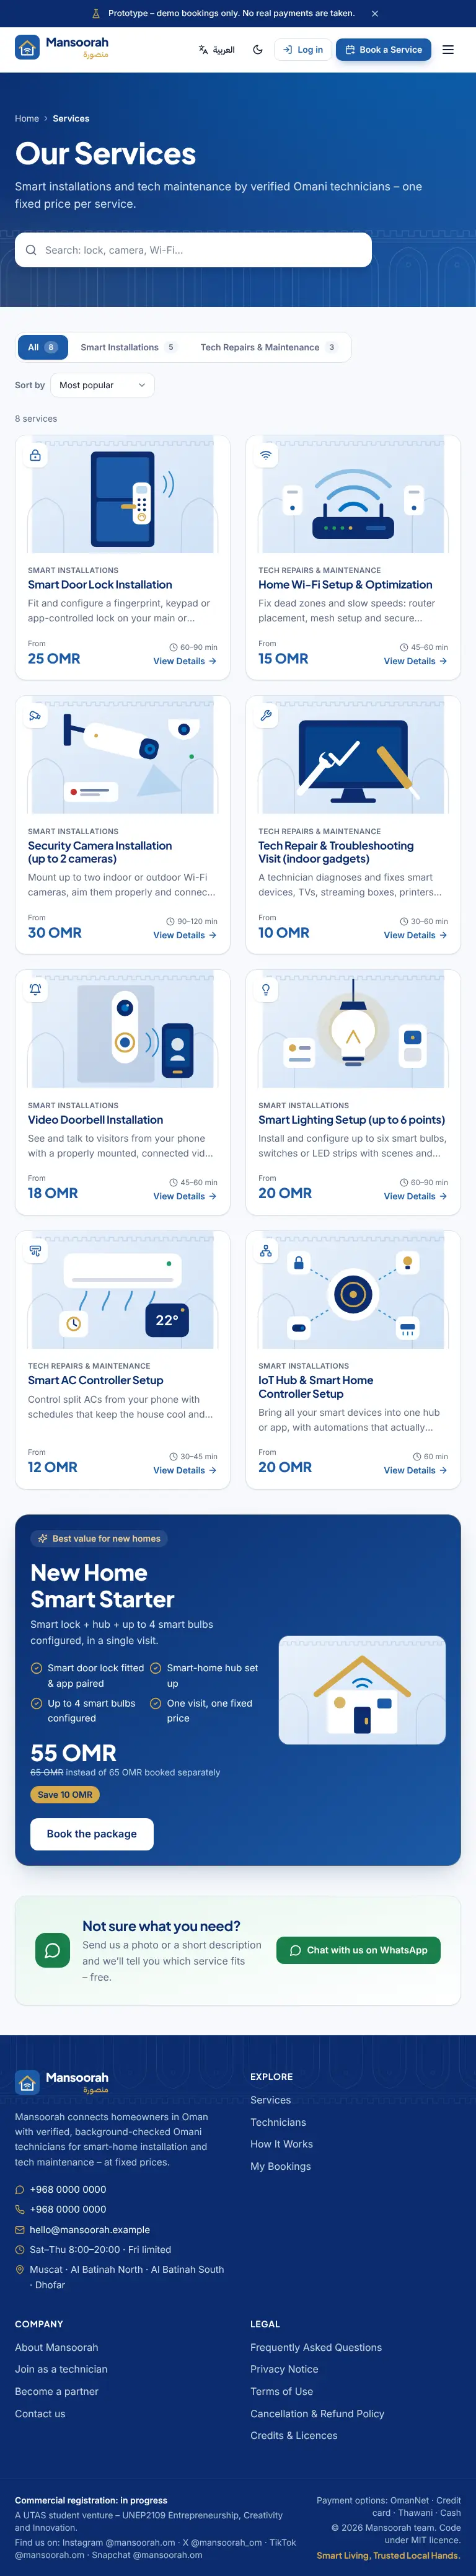 Prototype – demo bookings only. No real payments are taken.
Mansoorah
منصورة
العربية
Log in
Book a Service
Home › Services
Our Services
Smart installations and tech maintenance by verified Omani technicians – one
fixed price per service.
Search: lock, camera, Wi-Fi...
All 8
Smart Installations 5
Tech Repairs & Maintenance 3
Sort by
Most popular
8 services
SMART INSTALLATIONS
Smart Door Lock Installation
Fit and configure a fingerprint, keypad or
app-controlled lock on your main or…
From
60–90 min
25 OMR
View Details →
TECH REPAIRS & MAINTENANCE
Home Wi-Fi Setup & Optimization
Fix dead zones and slow speeds: router
placement, mesh setup and secure…
From
45–60 min
15 OMR
View Details →
SMART INSTALLATIONS
Security Camera Installation
(up to 2 cameras)
Mount up to two indoor or outdoor Wi-Fi
cameras, aim them properly and connec…
From
90–120 min
30 OMR
View Details →
TECH REPAIRS & MAINTENANCE
Tech Repair & Troubleshooting
Visit (indoor gadgets)
A technician diagnoses and fixes smart
devices, TVs, streaming boxes, printers…
From
30–60 min
10 OMR
View Details →
SMART INSTALLATIONS
Video Doorbell Installation
See and talk to visitors from your phone
with a properly mounted, connected vid…
From
45–60 min
18 OMR
View Details →
SMART INSTALLATIONS
Smart Lighting Setup (up to 6 points)
Install and configure up to six smart bulbs,
switches or LED strips with scenes and…
From
60–90 min
20 OMR
View Details →
22°
TECH REPAIRS & MAINTENANCE
Smart AC Controller Setup
Control split ACs from your phone with
schedules that keep the house cool and…
From
30–45 min
12 OMR
View Details →
SMART INSTALLATIONS
IoT Hub & Smart Home
Controller Setup
Bring all your smart devices into one hub
or app, with automations that actually…
From
60 min
20 OMR
View Details →
Best value for new homes
New Home
Smart Starter
Smart lock + hub + up to 4 smart bulbs
configured, in a single visit.
Smart door lock fitted
& app paired
Smart-home hub set
up
Up to 4 smart bulbs
configured
One visit, one fixed
price
55 OMR
65 OMR instead of 65 OMR booked separately
Save 10 OMR
Book the package
Not sure what you need?
Send us a photo or a short description
and we'll tell you which service fits
– free.
Chat with us on WhatsApp
Mansoorah
منصورة
Mansoorah connects homeowners in Oman
with verified, background-checked Omani
technicians for smart-home installation and
tech maintenance – at fixed prices.
+968 0000 0000
+968 0000 0000
hello@mansoorah.example
Sat–Thu 8:00–20:00 · Fri limited
Muscat · Al Batinah North · Al Batinah South
· Dhofar
EXPLORE
Services
Technicians
How It Works
My Bookings
COMPANY
About Mansoorah
Join as a technician
Become a partner
Contact us
LEGAL
Frequently Asked Questions
Privacy Notice
Terms of Use
Cancellation & Refund Policy
Credits & Licences
Commercial registration: in progress
A UTAS student venture – UNEP2109 Entrepreneurship, Creativity
and Innovation.
Find us on: Instagram @mansoorah.om · X @mansoorah_om · TikTok
@mansoorah.om · Snapchat @mansoorah.om
Payment options: OmanNet · Credit
card · Thawani · Cash
© 2026 Mansoorah team. Code
under MIT licence.
Smart Living, Trusted Local Hands.